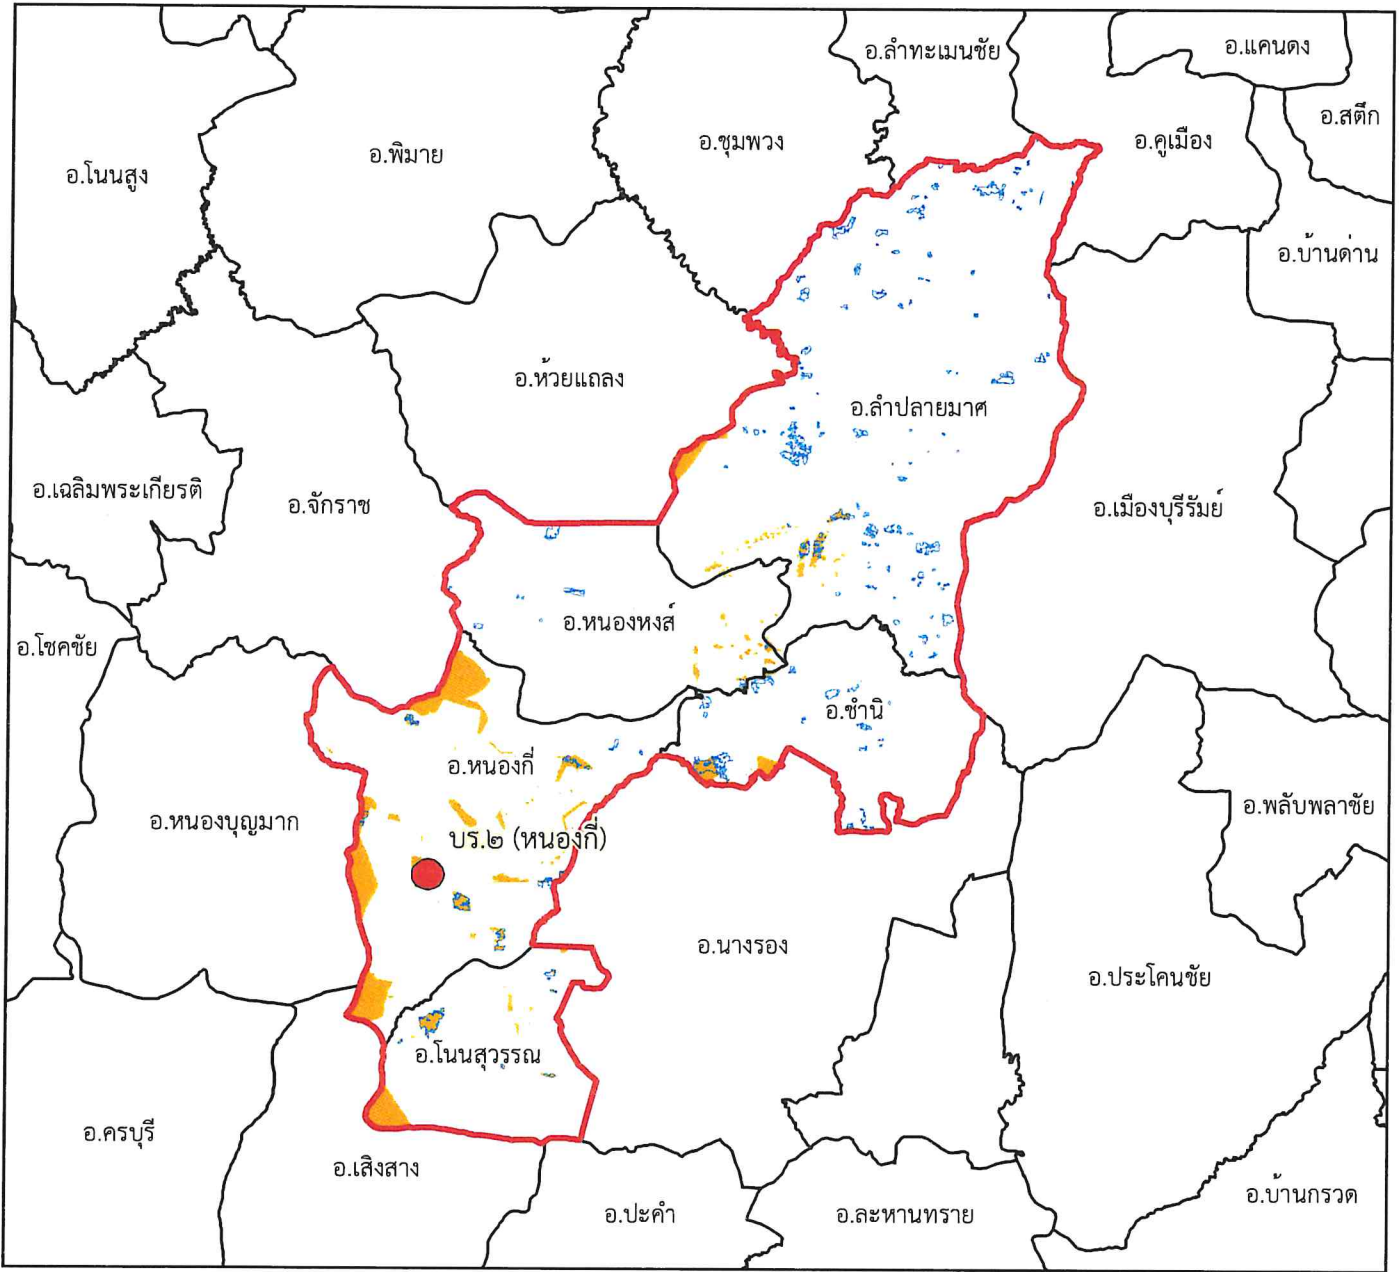 อ.ลำทะเมนชัย
อ.แคนดง
อ.สตึก
อ.พิมาย
อ.ชุมพวง
อ.คูเมือง
อ.โนนสูง
อ.บ้านด่าน
อ.ห้วยแถลง
อ.ลำปลายมาศ
อ.เฉลิมพระเกียรติ
อ.จักราช
อ.เมืองบุรีรัมย์
อ.หนองหงส์
อ.โชคชัย
อ.ชำนิ
อ.หนองกี่
อ.พลับพลาชัย
อ.หนองบุญมาก
บร.๒ (หนองกี่)
อ.นางรอง
อ.ประโคนชัย
อ.โนนสุวรรณ
อ.ครบุรี
อ.เสิงสาง
อ.บ้านกรวด
อ.ปะคำ
อ.ละหานทราย